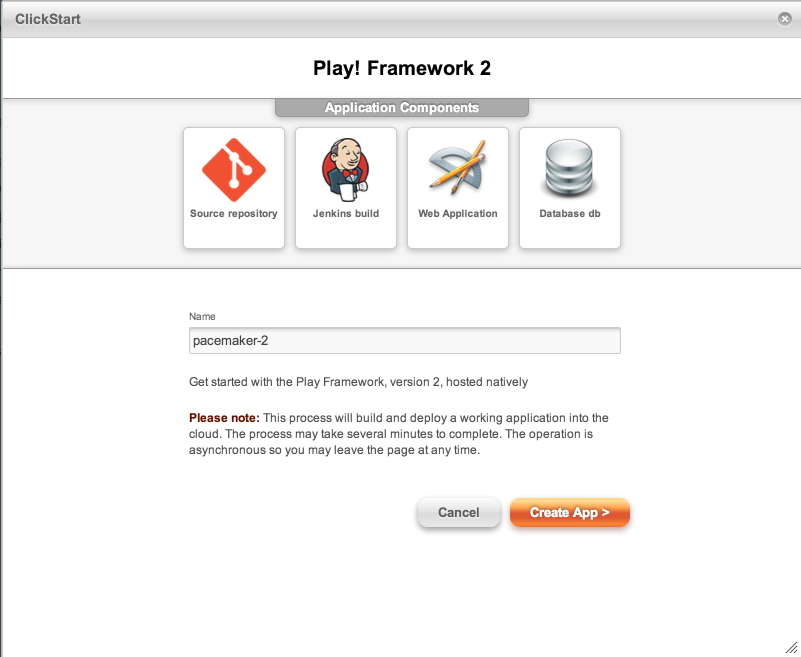 ClickStart
Play! Framework 2
Application Components
Source repository
Jenkins build
Web Application
Database db
Name
pacemaker-2
Get started with the Play Framework, version 2, hosted natively
Please note: This process will build and deploy a working application into the
cloud. The process may take several minutes to complete. The operation is
asynchronous so you may leave the page at any time.
Cancel
Create App >